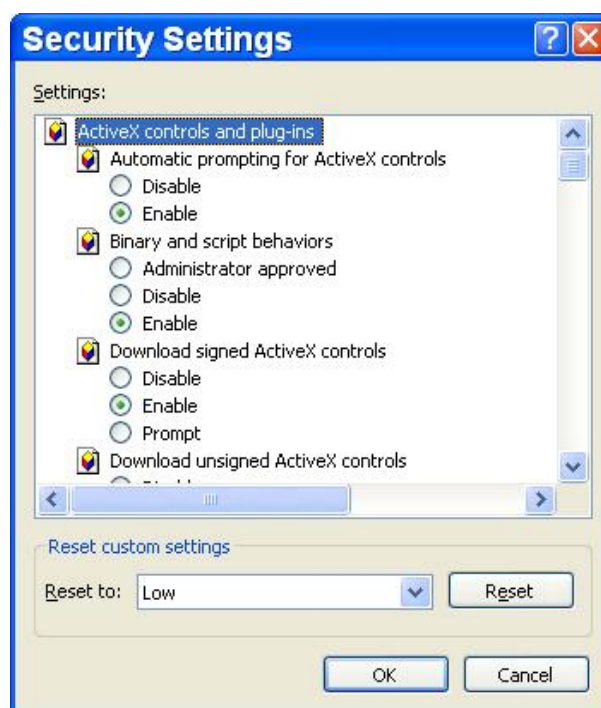 Security Settings
Settings:
ActiveX controls and plug-ins
Automatic prompting for ActiveX controls
Disable
Enable
Binary and script behaviors
Administrator approved
Disable
Enable
Download signed ActiveX controls
Disable
Enable
Prompt
Download unsigned ActiveX controls
Reset custom settings
Reset to: Low Reset
OK Cancel